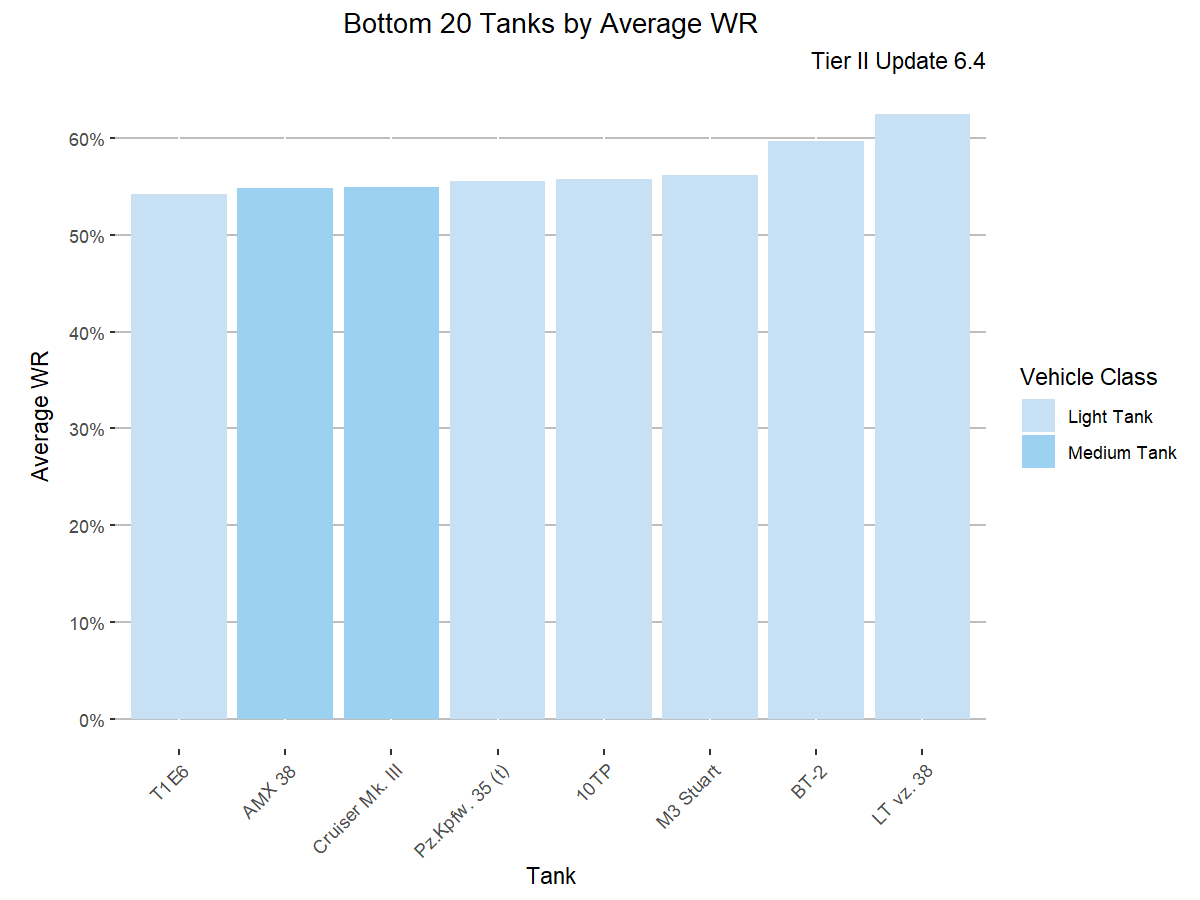 Bottom 20 Tanks by Average WR
Tier II Update 6.4
Average WR
60%
50%
40%
30%
20%
10%
0%
T1E6
AMX 38
Cruiser Mk. III
Pz.Kpfw. 35 (t)
10TP
M3 Stuart
BT-2
LT vz. 38
Tank
Vehicle Class
Light Tank
Medium Tank